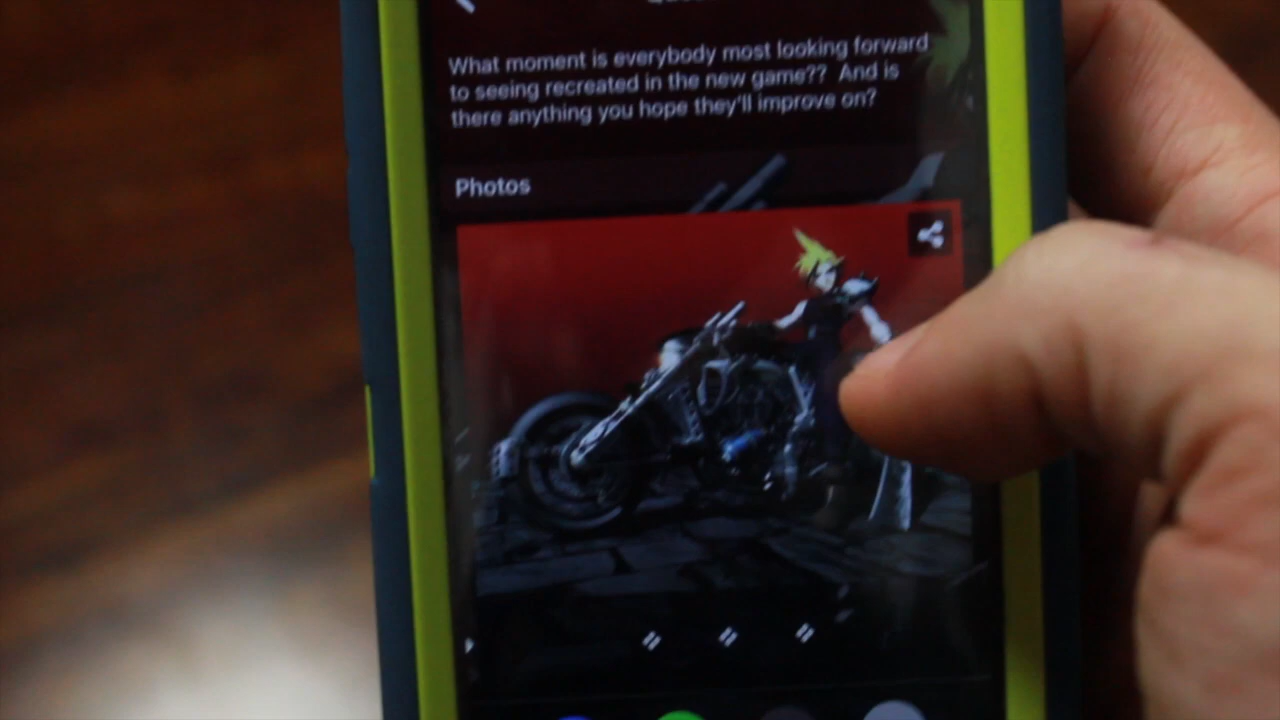 What moment is everybody most looking forward
to seeing recreated in the new game?? And is
there anything you hope they'll improve on?
Photos